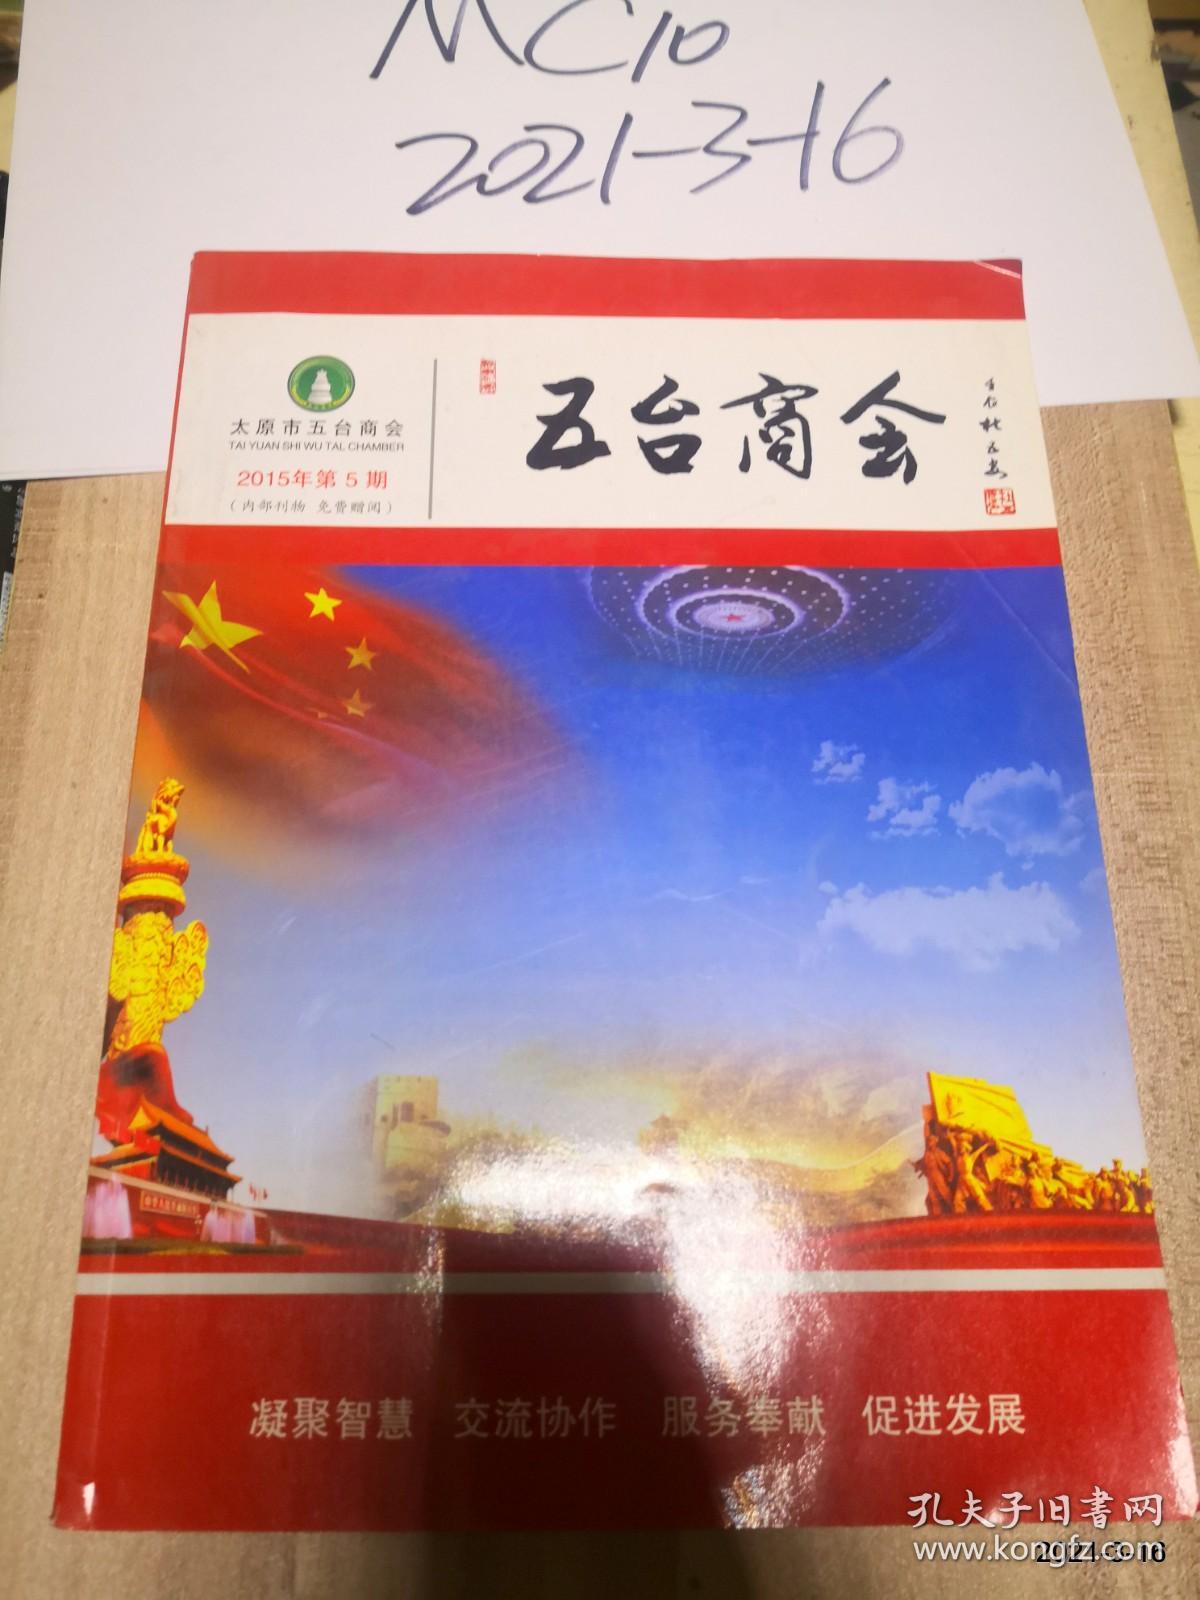 MC10
2021-3-16
太原市五台商会
TAI YUAN SHI WU TAL CHAMBER
2015年第5期
(内部刊物 免费赠阅)
五台商会
凝聚智慧 交流协作 服务奉献 促进发展
孔夫子旧书网
www.kongfz.com
2021-3-16